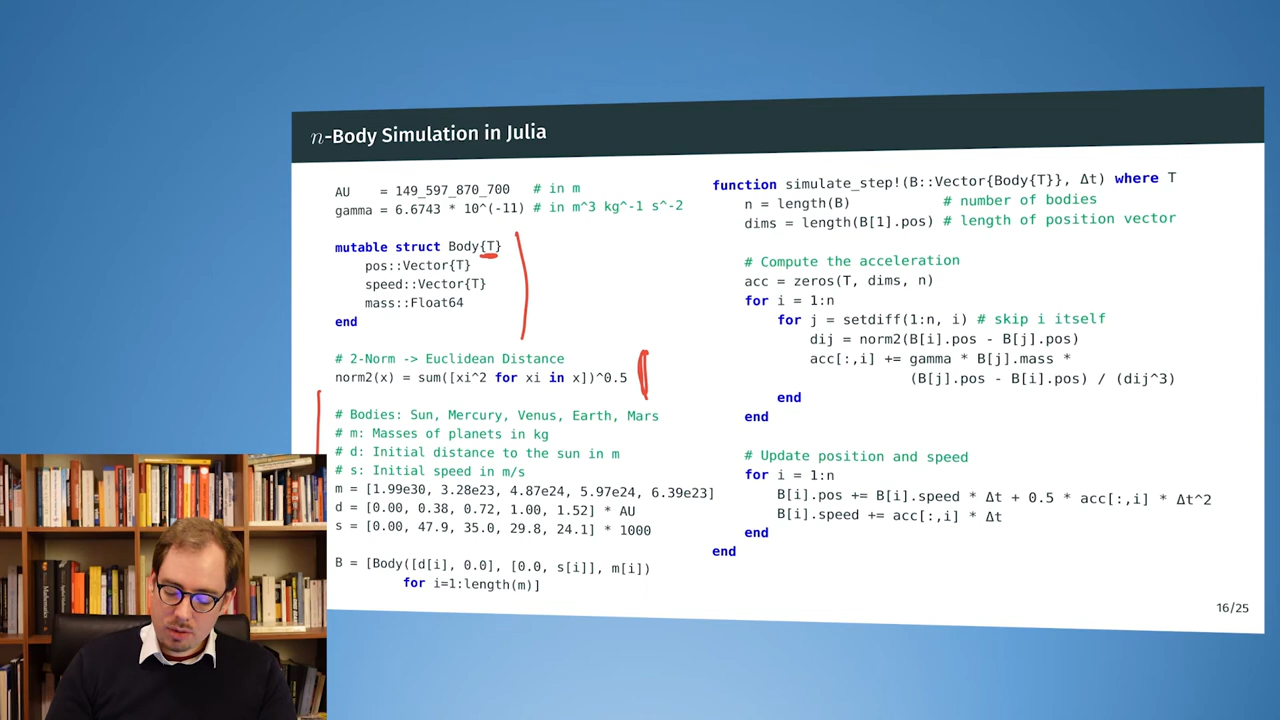 n-Body Simulation in Julia
AU    = 149_597_870_700   # in m
gamma = 6.6743 * 10^(-11) # in m^3 kg^-1 s^-2
mutable struct Body{T}
    pos::Vector{T}
    speed::Vector{T}
    mass::Float64
end
# 2-Norm -> Euclidean Distance
norm2(x) = sum([xi^2 for xi in x])^0.5
# Bodies: Sun, Mercury, Venus, Earth, Mars
# m: Masses of planets in kg
# d: Initial distance to the sun in m
# s: Initial speed in m/s
m = [1.99e30, 3.28e23, 4.87e24, 5.97e24, 6.39e23]
d = [0.00, 0.38, 0.72, 1.00, 1.52] * AU
s = [0.00, 47.9, 35.0, 29.8, 24.1] * 1000
B = [Body([d[i], 0.0], [0.0, s[i]], m[i])
         for i=1:length(m)]
function simulate_step!(B::Vector{Body{T}}, Δt) where T
    n = length(B)           # number of bodies
    dims = length(B[1].pos) # length of position vector
    # Compute the acceleration
    acc = zeros(T, dims, n)
    for i = 1:n
        for j = setdiff(1:n, i) # skip i itself
            dij = norm2(B[i].pos - B[j].pos)
            acc[:,i] += gamma * B[j].mass *
                        (B[j].pos - B[i].pos) / (dij^3)
        end
    end
    # Update position and speed
    for i = 1:n
        B[i].pos += B[i].speed * Δt + 0.5 * acc[:,i] * Δt^2
        B[i].speed += acc[:,i] * Δt
    end
end
16/25